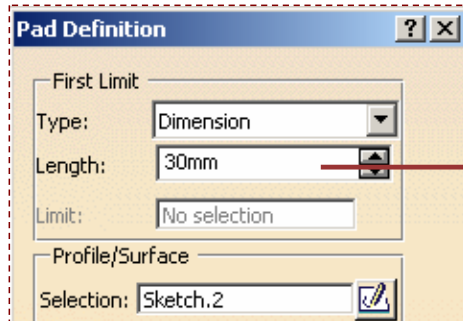 Pad Definition
First Limit
Type: Dimension
Length: 30mm
Limit: No selection
Profile/Surface
Selection: Sketch.2